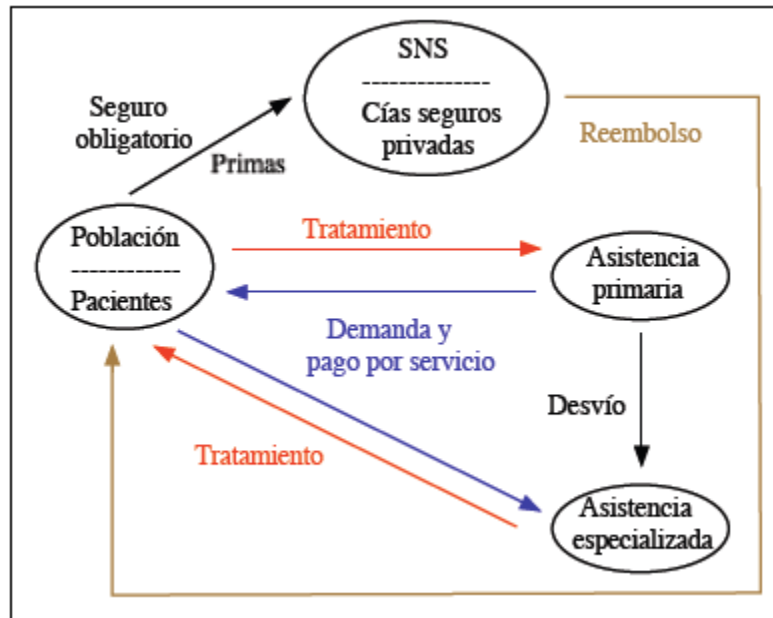 SNS
--------------
Cías seguros
privadas
Seguro
obligatorio
Primas
Reembolso
Población
------------
Pacientes
Tratamiento
Asistencia
primaria
Demanda y
pago por servicio
Desvío
Tratamiento
Asistencia
especializada